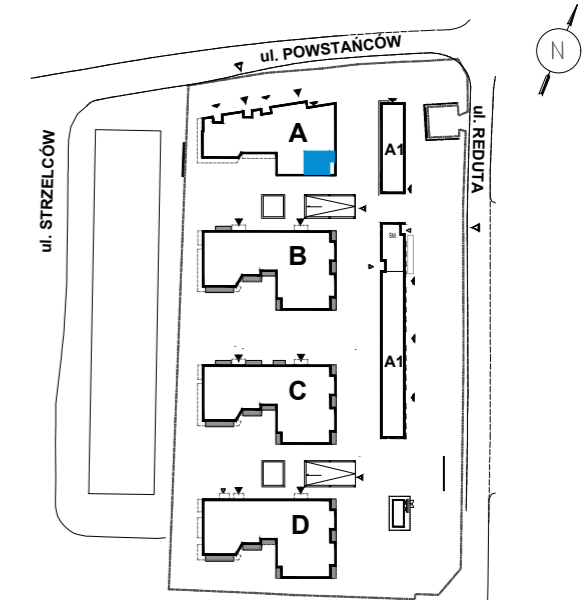 ul. POWSTAŃCÓW
N
ul. STRZELCÓW
A
A1
ul. REDUTA
B
A1
C
D